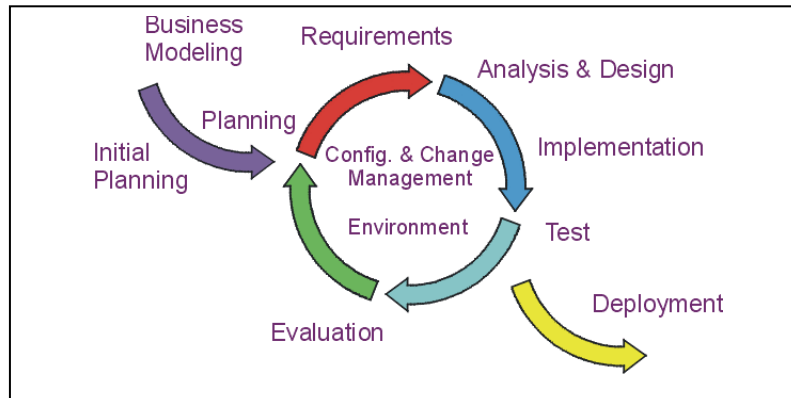 Business
Modeling
Requirements
Analysis & Design
Planning
Initial
Planning
Config. & Change
Management
Implementation
Environment
Test
Deployment
Evaluation